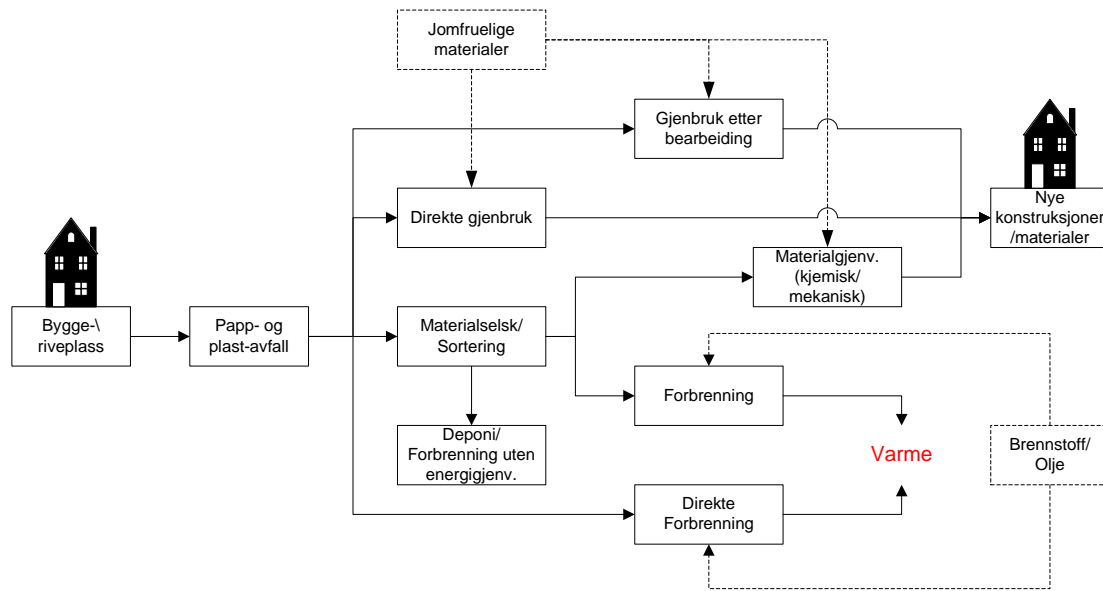 Jomfruelige
materialer
Gjenbruk etter
bearbeiding
Direkte gjenbruk
Nye
konstruksjoner
/materialer
Materialgjenv.
(kjemisk/
mekanisk)
Bygge-\
riveplass
Papp- og
plast-avfall
Materialselsk/
Sortering
Forbrenning
Deponi/
Forbrenning uten
energigjenv.
Varme
Brennstoff/
Olje
Direkte
Forbrenning